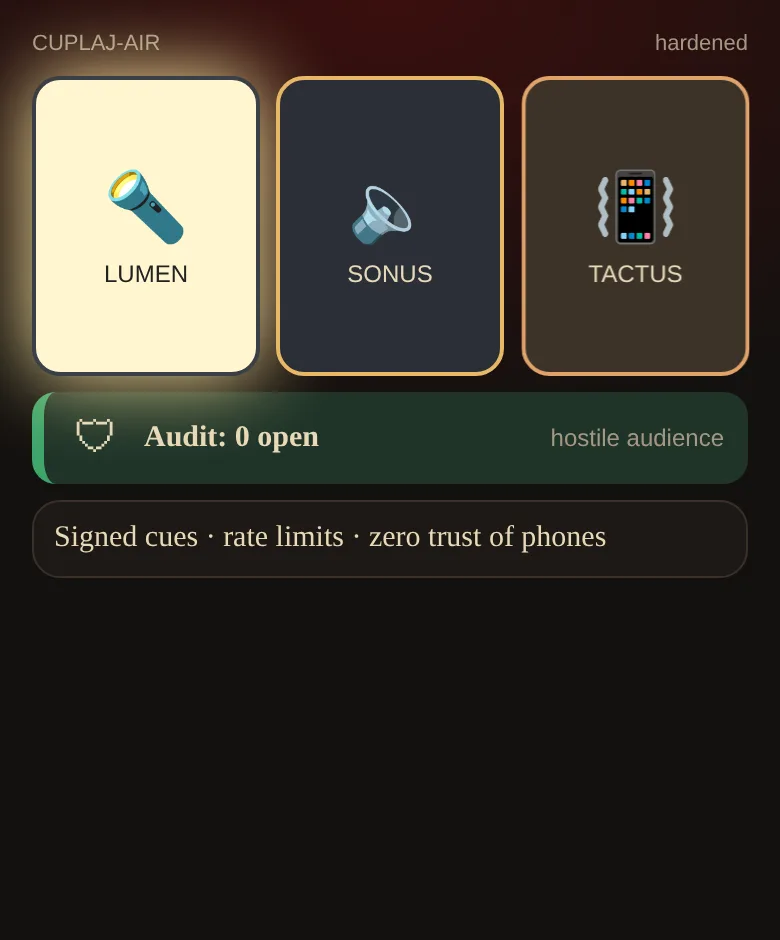 CUPLAJ-AIR
hardened
LUMEN
SONUS
TACTUS
Audit: 0 open
hostile audience
Signed cues · rate limits · zero trust of phones